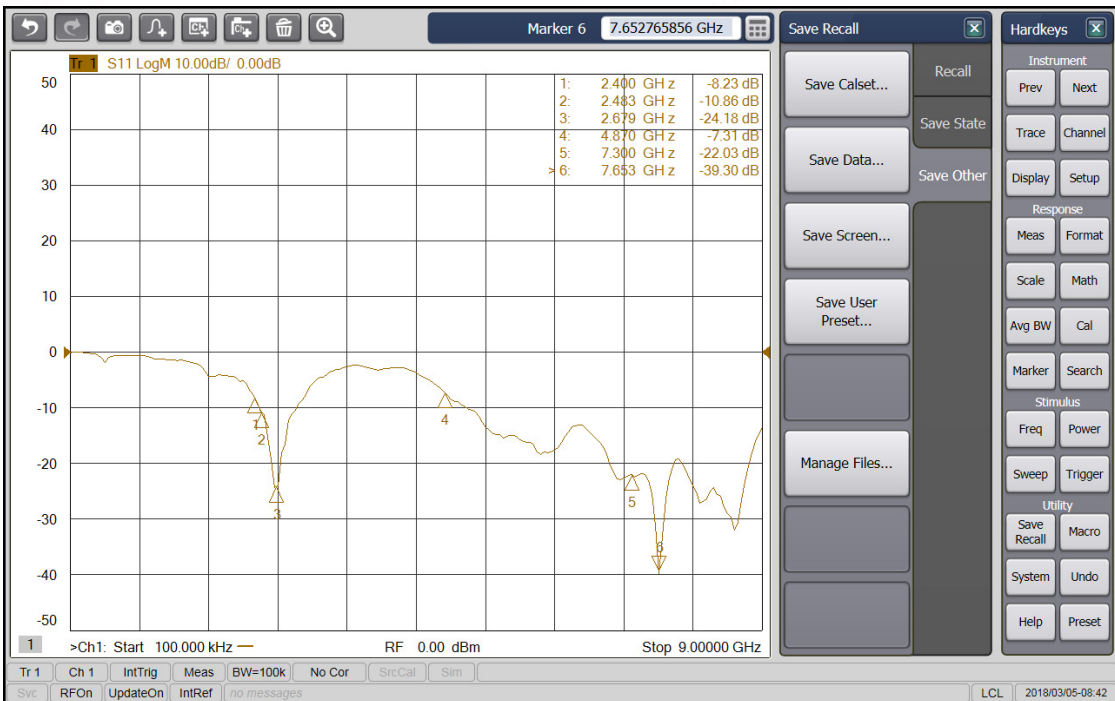 Marker 6 7.652765856 GHz
Tr 1 S11 LogM 10.00dB/ 0.00dB
1: 2.400 GHz -8.23 dB
2: 2.483 GHz -10.86 dB
3: 2.679 GHz -24.18 dB
4: 4.870 GHz -7.31 dB
5: 7.300 GHz -22.03 dB
> 6: 7.653 GHz -39.30 dB
50
40
30
20
10
0
-10
-20
-30
-40
-50
1
2
3
4
5
6
1
>Ch1: Start 100.000 kHz — RF 0.00 dBm Stop 9.00000 GHz
Save Recall
Save Calset...
Save Data...
Save Screen...
Save User
Preset...
Manage Files...
Recall
Save State
Save Other
Hardkeys
Instrument
Prev Next
Trace Channel
Display Setup
Response
Meas Format
Scale Math
Avg BW Cal
Marker Search
Stimulus
Freq Power
Sweep Trigger
Utility
Save
Recall Macro
System Undo
Help Preset
Tr 1 Ch 1 IntTrig Meas BW=100k No Cor SrcCal Sim
Svc RFOn UpdateOn IntRef no messages LCL 2018/03/05-08:42